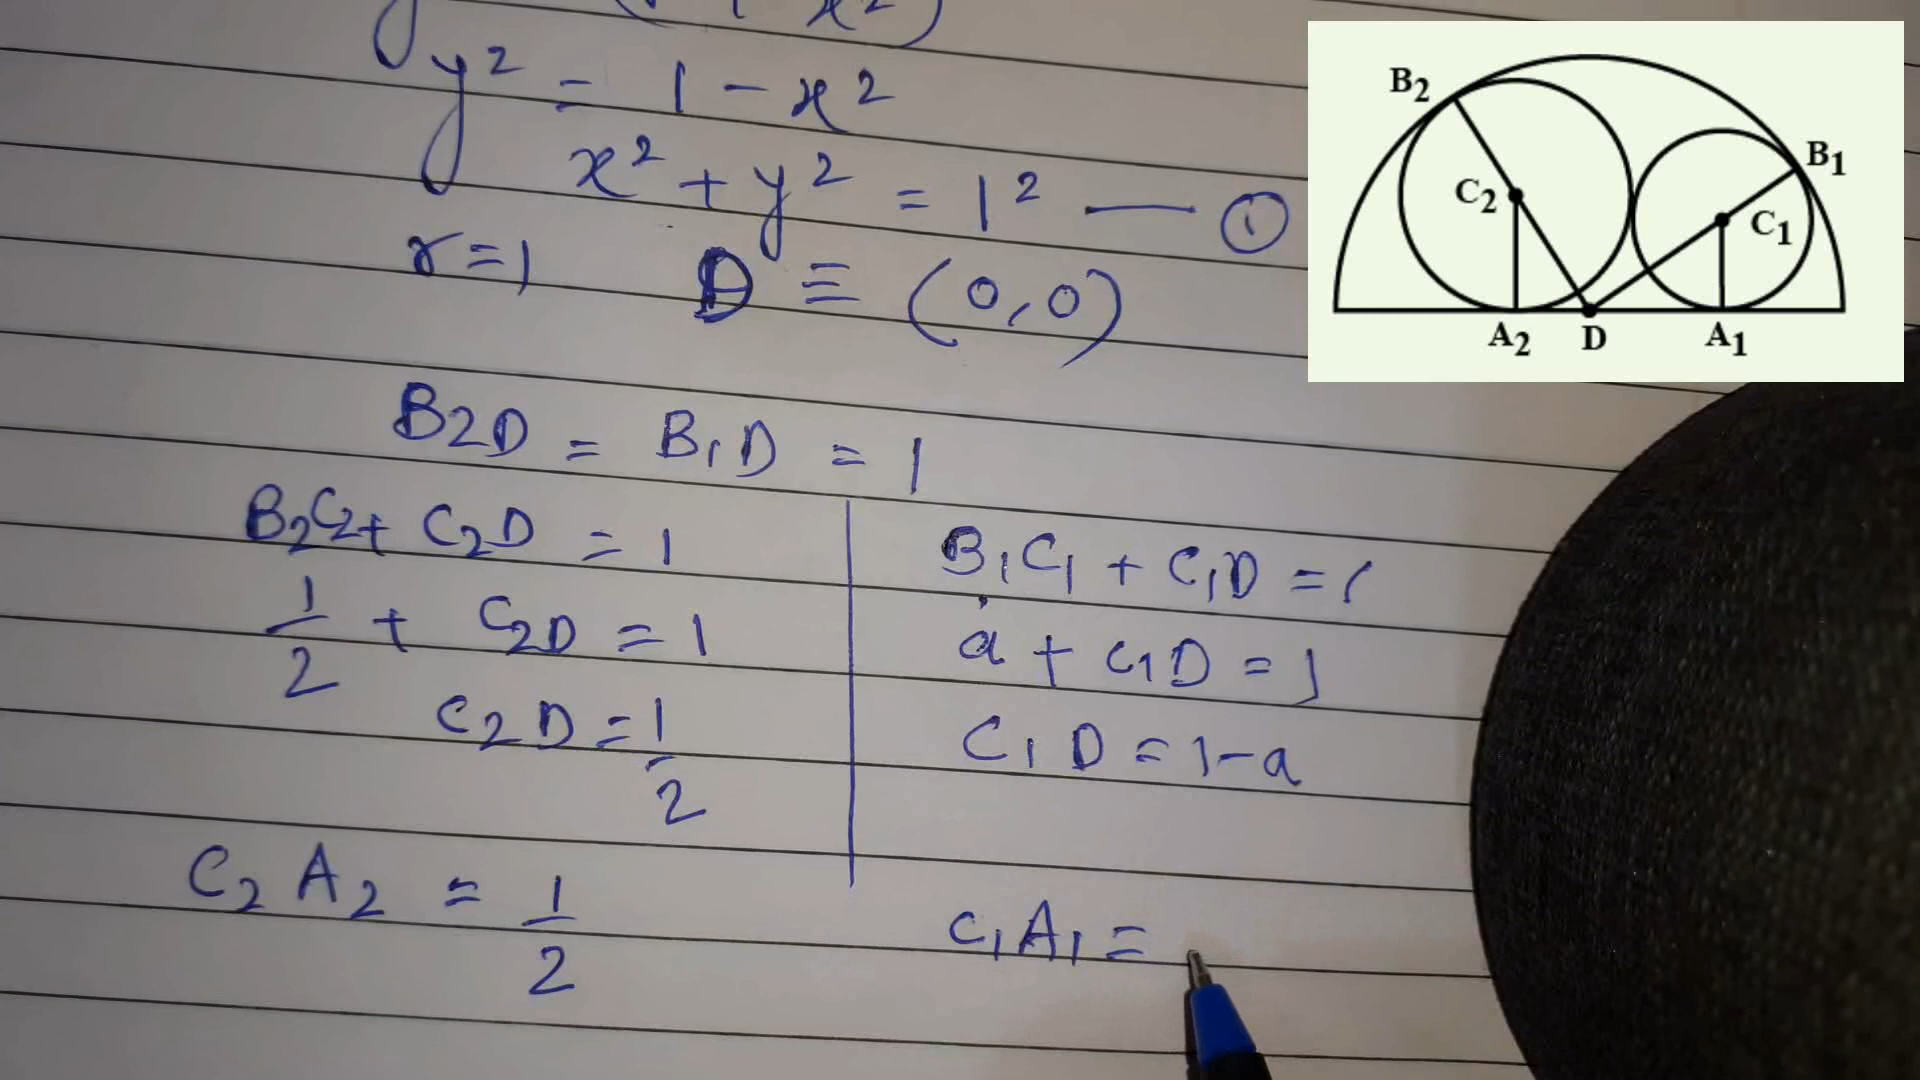 y² = 1 - x²
x² + y² = 1² — ①
r = 1 D ≡ (0,0)
B2D = B1D = 1
B₂C₂ + C₂D = 1
1/2 + C₂D = 1
C₂D = 1/2
C₂A₂ = 1/2
B₁C₁ + C₁D = 1
a + C₁D = 1
C₁D = 1-a
C₁A₁ =
B₂
B₁
C₂
C₁
A₂ D A₁